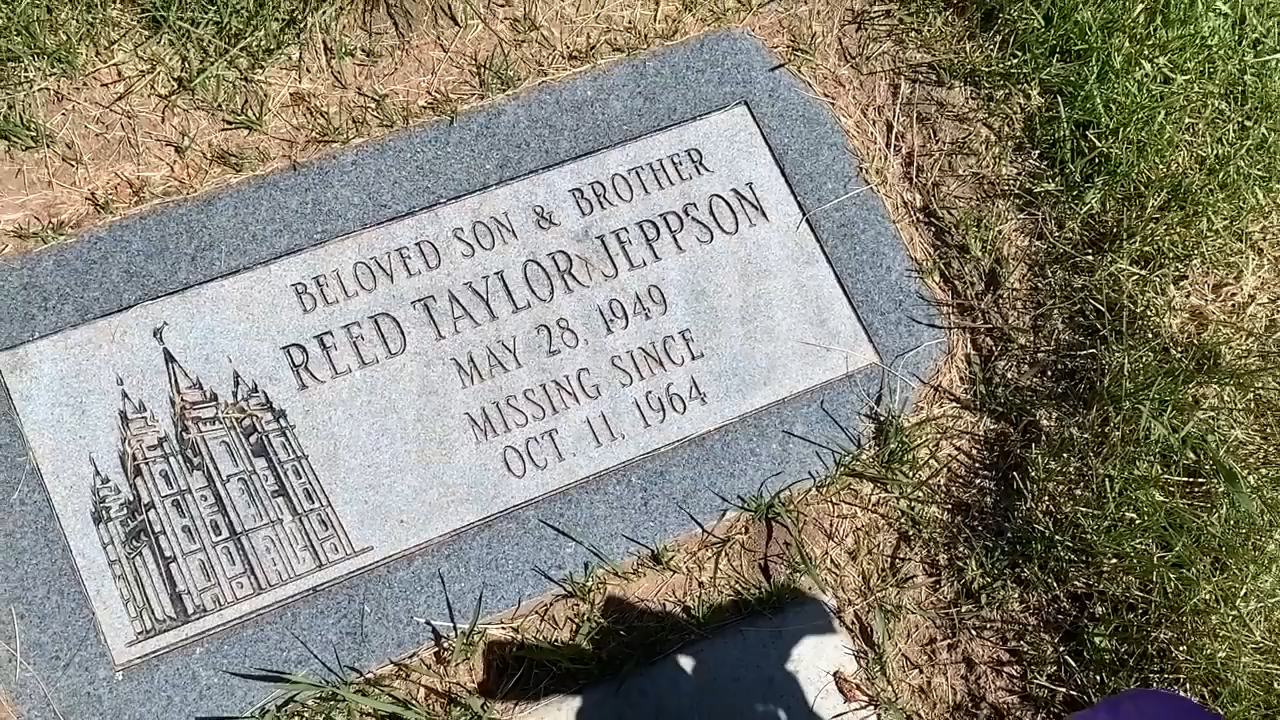 BELOVED SON & BROTHER
REED TAYLOR JEPPSON
MAY 28, 1949
MISSING SINCE
OCT. 11, 1964